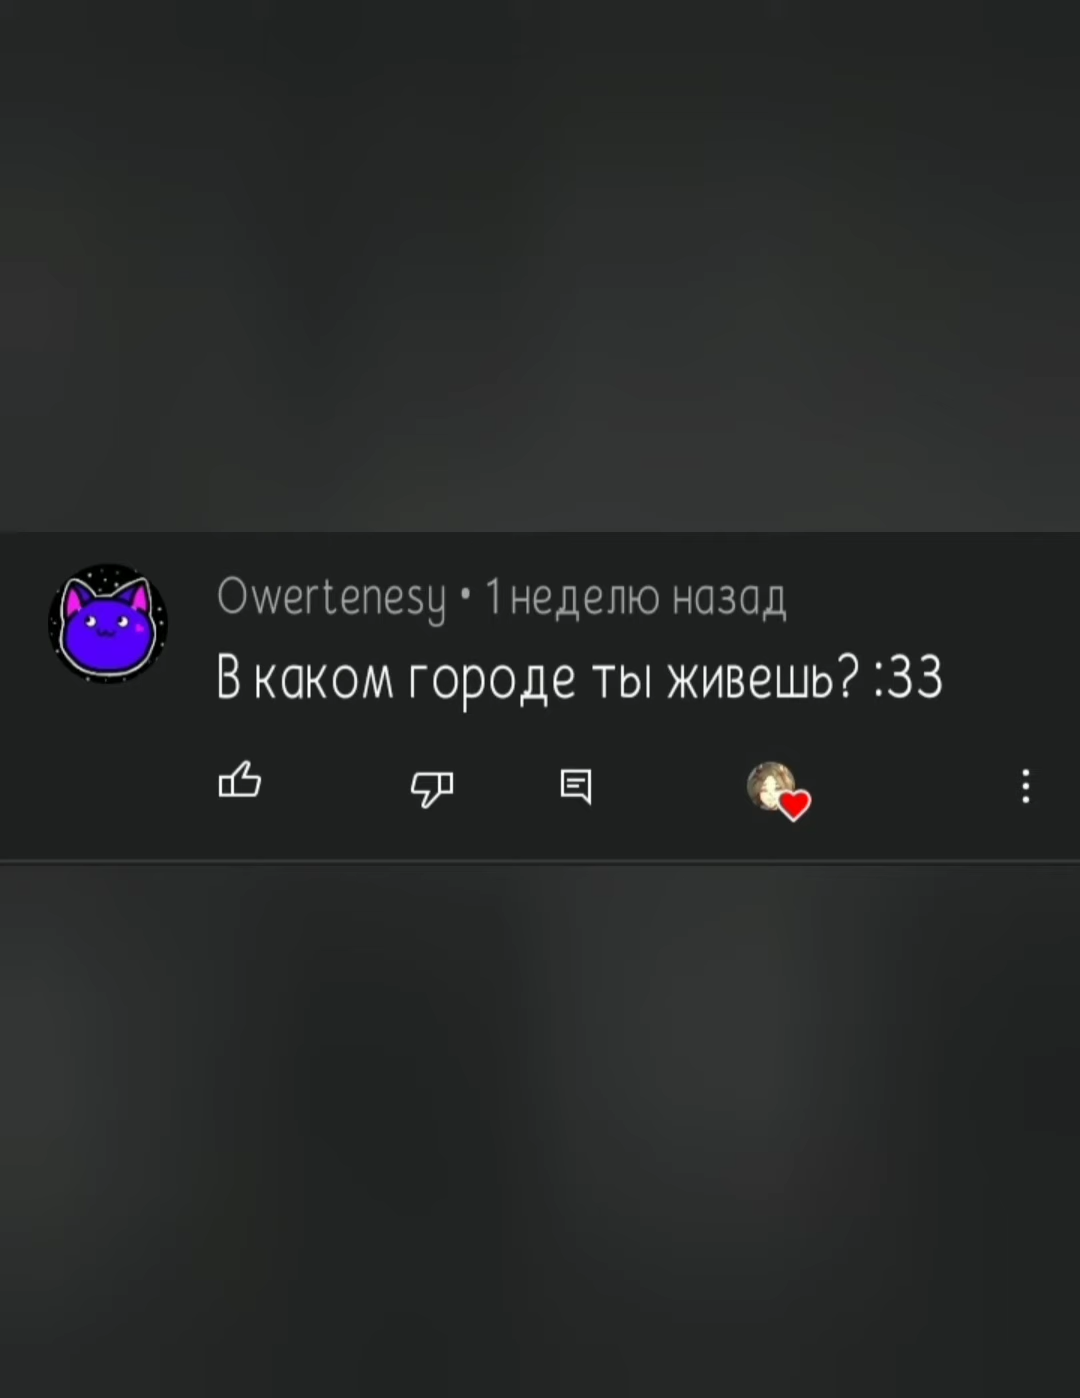 Owertenesy • 1 неделю назад
В каком городе ты живешь? :33